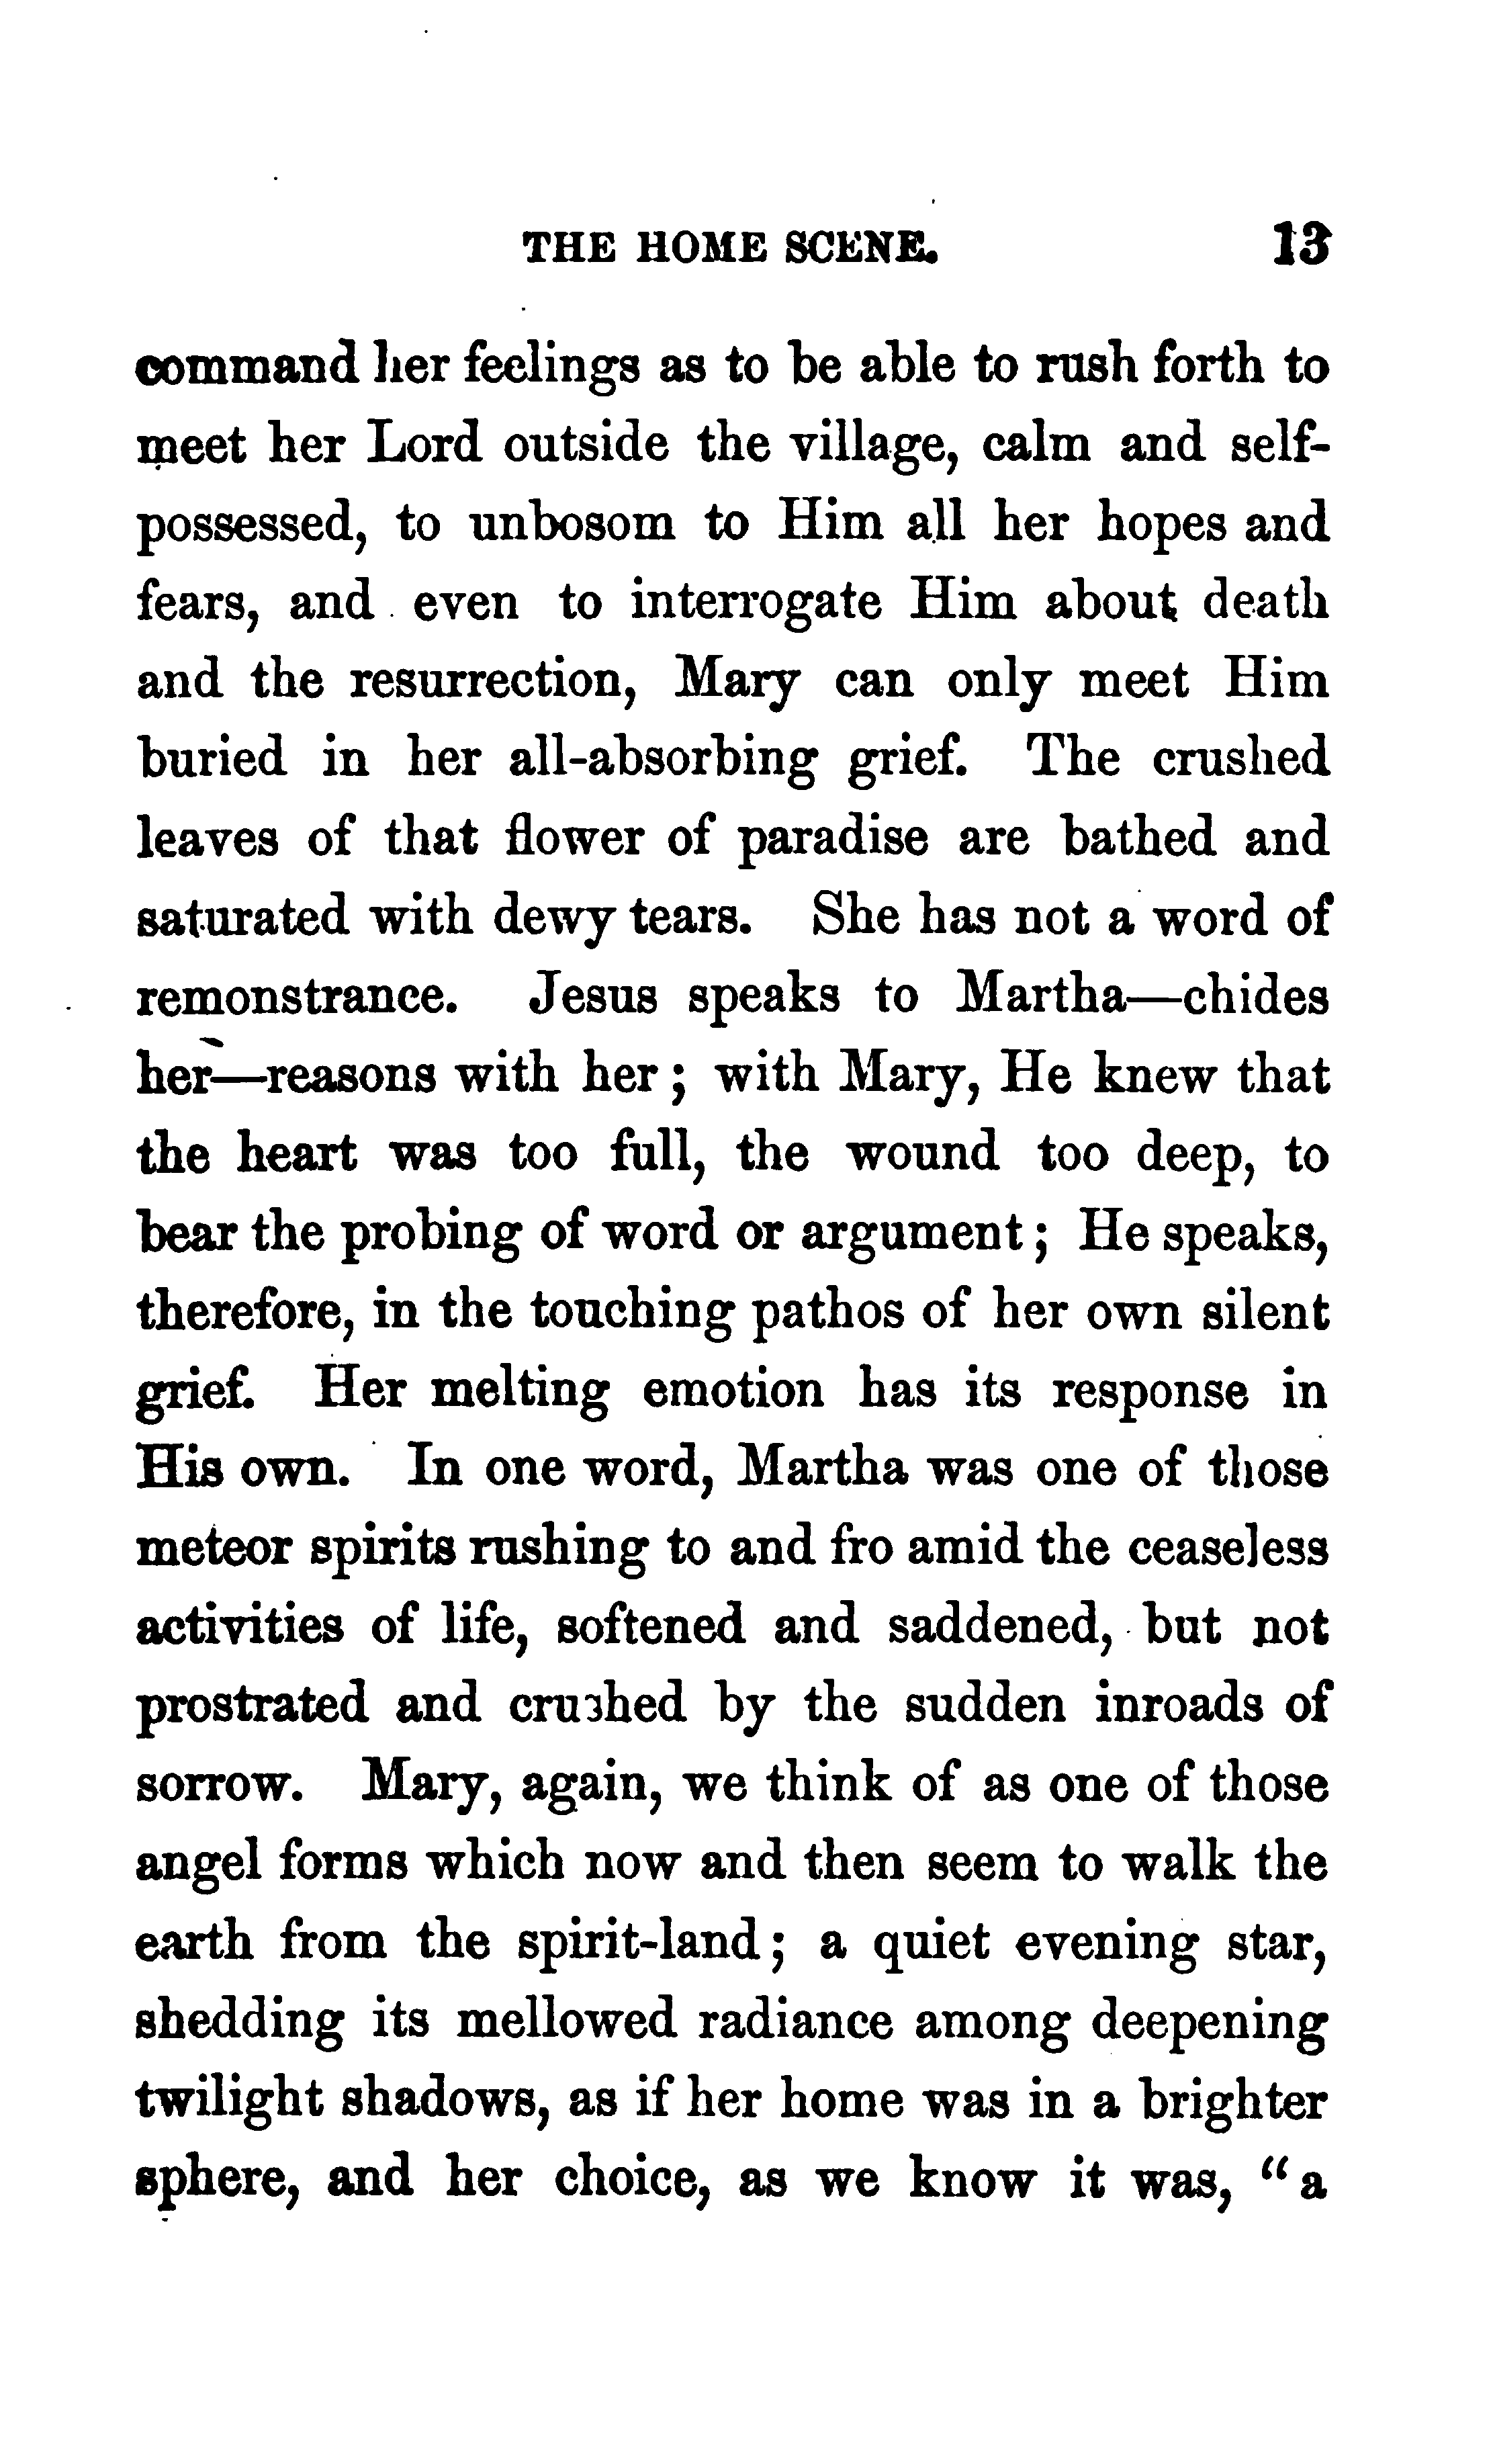 THE HOME SCENE. 13
command her feelings as to be able to rush forth to
meet her Lord outside the village, calm and self-
possessed, to unbosom to Him all her hopes and
fears, and even to interrogate Him about death
and the resurrection, Mary can only meet Him
buried in her all-absorbing grief. The crushed
leaves of that flower of paradise are bathed and
saturated with dewy tears. She has not a word of
remonstrance. Jesus speaks to Martha—chides
her—reasons with her; with Mary, He knew that
the heart was too full, the wound too deep, to
bear the probing of word or argument; He speaks,
therefore, in the touching pathos of her own silent
grief. Her melting emotion has its response in
His own. In one word, Martha was one of those
meteor spirits rushing to and fro amid the ceaseless
activities of life, softened and saddened, but not
prostrated and crushed by the sudden inroads of
sorrow. Mary, again, we think of as one of those
angel forms which now and then seem to walk the
earth from the spirit-land; a quiet evening star,
shedding its mellowed radiance among deepening
twilight shadows, as if her home was in a brighter
sphere, and her choice, as we know it was, “a